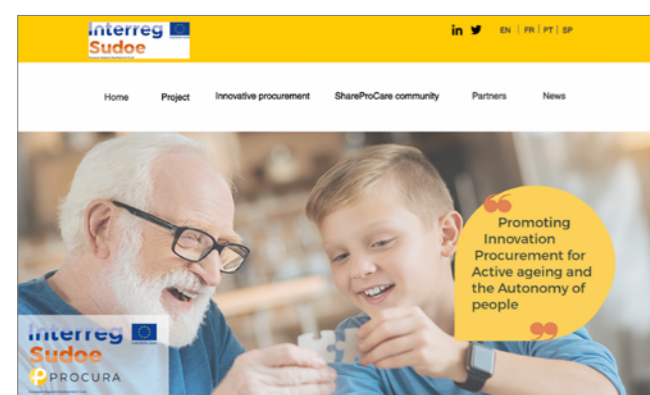 Interreg
Sudoe
in EN | FR | PT | SP
Home Project Innovative procurement ShareProCare community Partners News
Promoting
Innovation
Procurement for
Active ageing and
the Autonomy of
people
Interreg
Sudoe
PROCURA